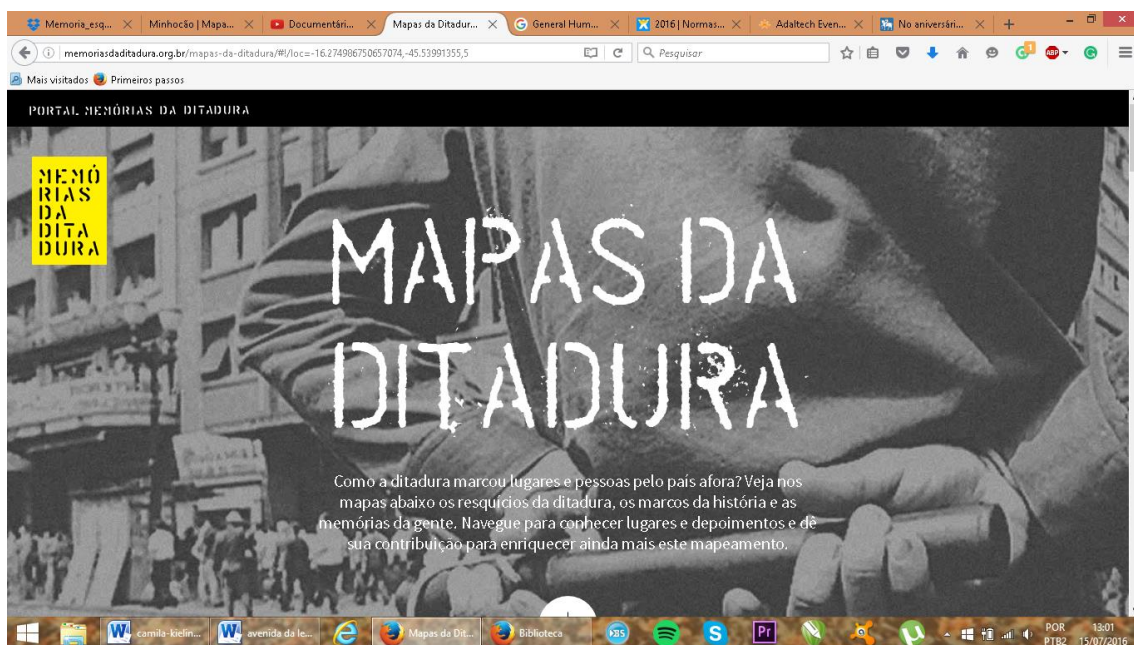 Memoria_esq...
Minhocão | Mapa...
Documentári...
Mapas da Ditadur...
General Hum...
2016 | Normas...
Adaltech Even...
No aniversári...
memoriasdaditadura.org.br/mapas-da-ditadura/#!/loc=-16.274986750657074,-45.53991355,5
Pesquisar
ABP
Mais visitados
Primeiros passos
PORTAL MEMÓRIAS DA DITADURA
MEMÓ
RIAS
DA
DITA
DURA
MAPAS DA
DITADURA
Como a ditadura marcou lugares e pessoas pelo país afora? Veja nos
mapas abaixo os resquícios da ditadura, os marcos da história e as
memórias da gente. Navegue para conhecer lugares e depoimentos e dê
sua contribuição para enriquecer ainda mais este mapeamento.
camila-kielin...
avenida da le...
Mapas da Dit...
Biblioteca
Pr
POR
PTB2
13:01
15/07/2016